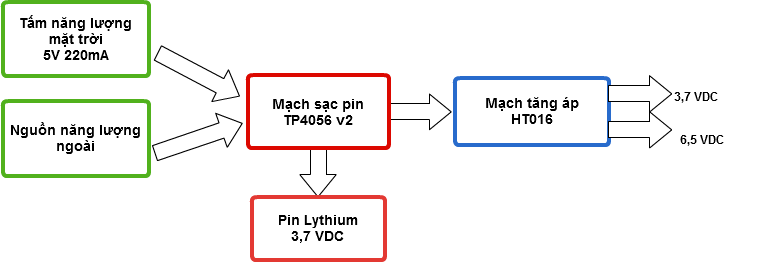 Tấm năng lượng
mặt trời
5V 220mA
Nguồn năng lượng
ngoài
Mạch sạc pin
TP4056 v2
Mạch tăng áp
HT016
3,7 VDC
6,5 VDC
Pin Lythium
3,7 VDC